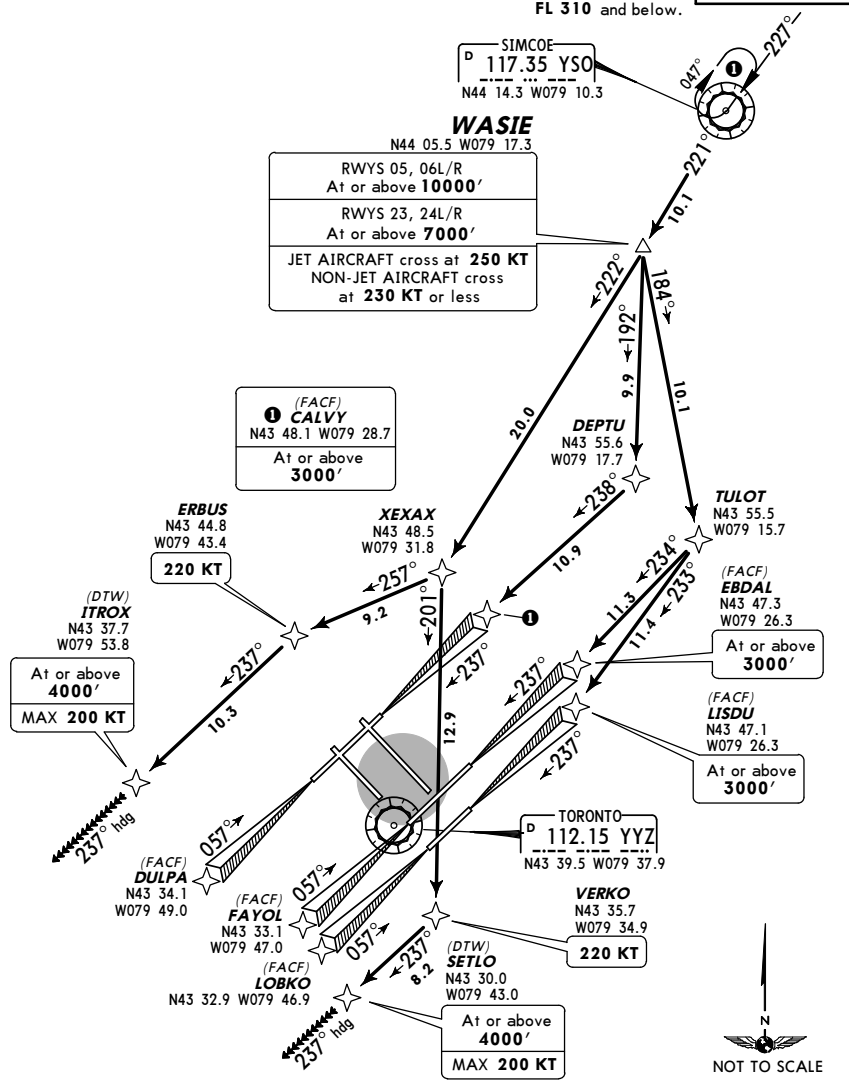 FL 310 and below.
SIMCOE
D 117.35 YSO
N44 14.3 W079 10.3
047°
1
227°
WASIE
N44 05.5 W079 17.3
RWYS 05, 06L/R
At or above 10000'
RWYS 23, 24L/R
At or above 7000'
JET AIRCRAFT cross at 250 KT
NON-JET AIRCRAFT cross
at 230 KT or less
221°
10.1
222°
192°
184°
20.0
9.9
10.1
(FACF)
1 CALVY
N43 48.1 W079 28.7
At or above
3000'
DEPTU
N43 55.6
W079 17.7
238°
10.9
TULOT
N43 55.5
W079 15.7
234°
11.3
233°
11.4
ERBUS
N43 44.8
W079 43.4
220 KT
XEXAX
N43 48.5
W079 31.8
257°
9.2
201°
12.9
1
237°
(FACF)
EBDAL
N43 47.3
W079 26.3
At or above
3000'
237°
(DTW)
ITROX
N43 37.7
W079 53.8
At or above
4000'
MAX 200 KT
237°
10.3
237° hdg
(FACF)
LISDU
N43 47.1
W079 26.3
At or above
3000'
237°
TORONTO
D 112.15 YYZ
N43 39.5 W079 37.9
057°
(FACF)
DULPA
N43 34.1
W079 49.0
057°
(FACF)
FAYOL
N43 33.1
W079 47.0
057°
(FACF)
LOBKO
N43 32.9 W079 46.9
VERKO
N43 35.7
W079 34.9
220 KT
237°
8.2
(DTW)
SETLO
N43 30.0
W079 43.0
At or above
4000'
MAX 200 KT
237° hdg
N
NOT TO SCALE